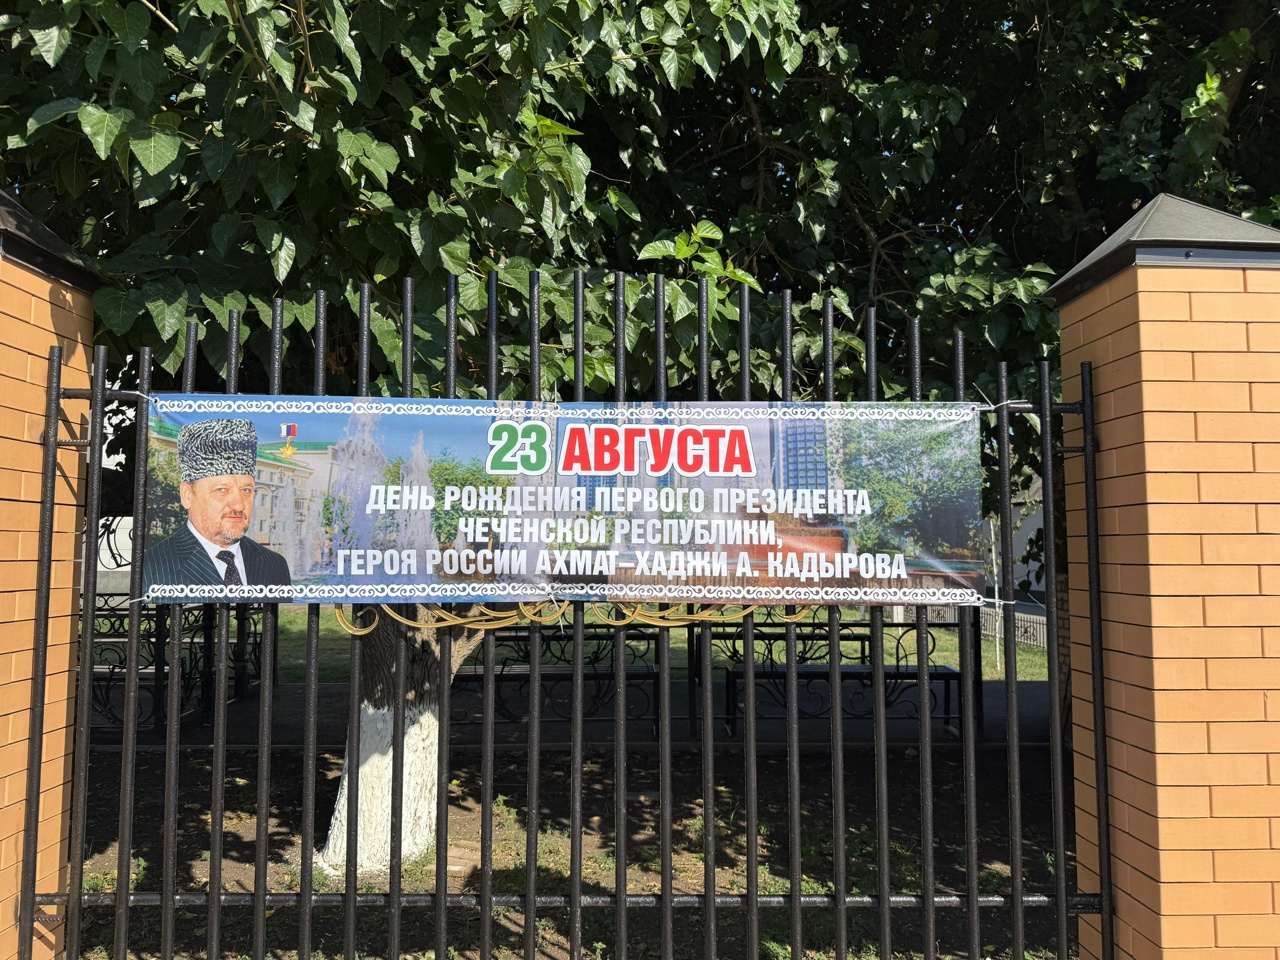 23 АВГУСТА
ДЕНЬ РОЖДЕНИЯ ПЕРВОГО ПРЕЗИДЕНТА
ЧЕЧЕНСКОЙ РЕСПУБЛИКИ,
ГЕРОЯ РОССИИ АХМАТ-ХАДЖИ А. КАДЫРОВА